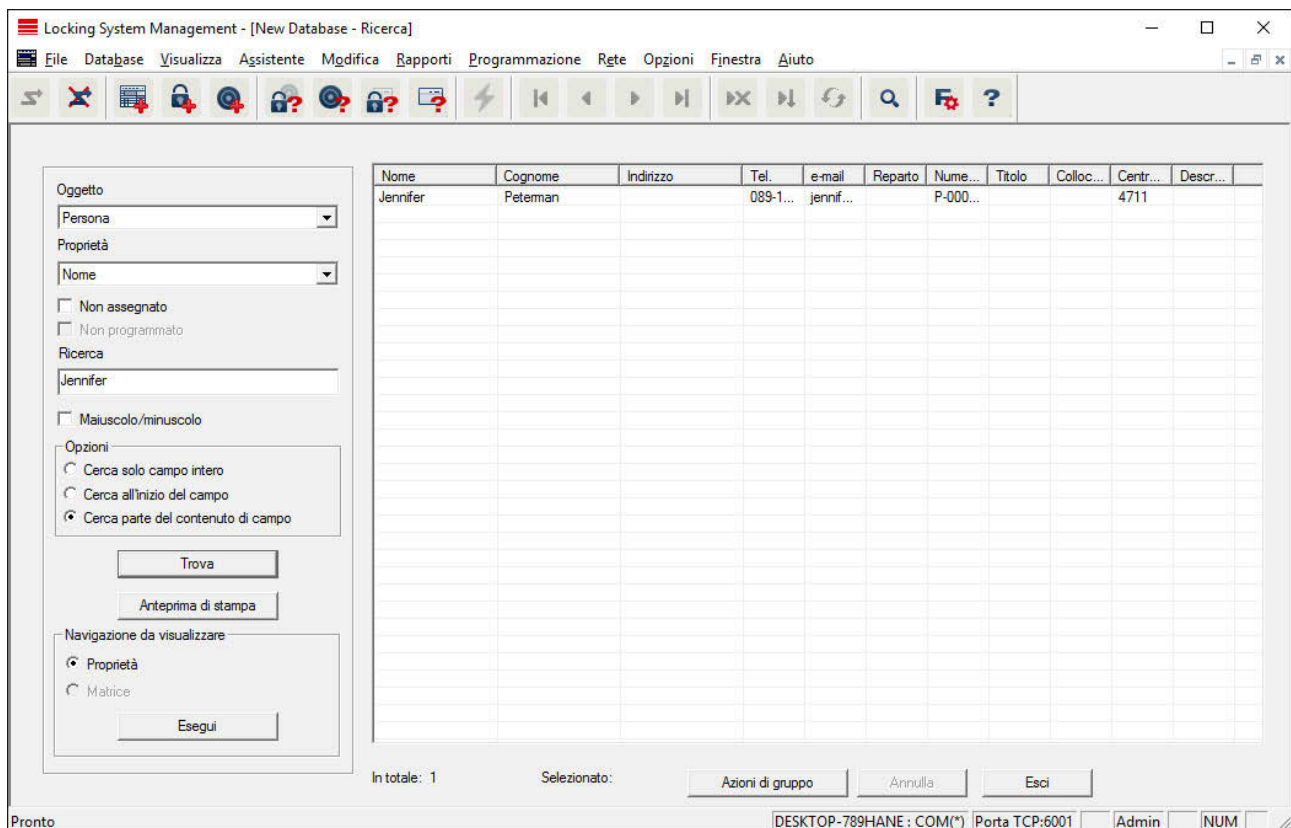 Locking System Management - [New Database - Ricerca]
File Database Visualizza Assistente Modifica Rapporti Programmazione Rete Opzioni Finestra Aiuto
Oggetto
Persona
Proprietà
Nome
Non assegnato
Non programmato
Ricerca
Jennifer
Maiuscolo/minuscolo
Opzioni
Cerca solo campo intero
Cerca all'inizio del campo
Cerca parte del contenuto di campo
Trova
Anteprima di stampa
Navigazione da visualizzare
Proprietà
Matrice
Esegui
Nome Cognome Indirizzo Tel. e-mail Reparto Nume... Titolo Colloc... Centr... Descr...
Jennifer Peterman 089-1... jennif... P-000... 4711
In totale: 1 Selezionato:
Azioni di gruppo Annulla Esci
Pronto DESKTOP-789HANE : COM(*) Porta TCP:6001 Admin NUM